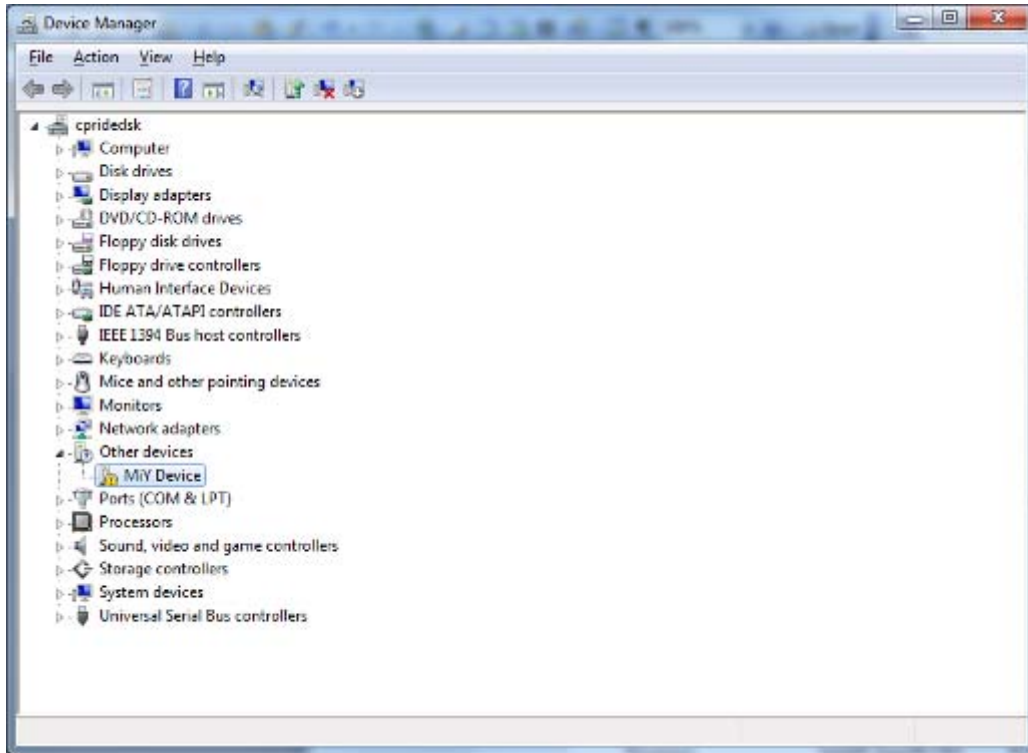 Device Manager
File Action View Help
cpridedsk
Computer
Disk drives
Display adapters
DVD/CD-ROM drives
Floppy disk drives
Floppy drive controllers
Human Interface Devices
IDE ATA/ATAPI controllers
IEEE 1394 Bus host controllers
Keyboards
Mice and other pointing devices
Monitors
Network adapters
Other devices
MiY Device
Ports (COM & LPT)
Processors
Sound, video and game controllers
Storage controllers
System devices
Universal Serial Bus controllers